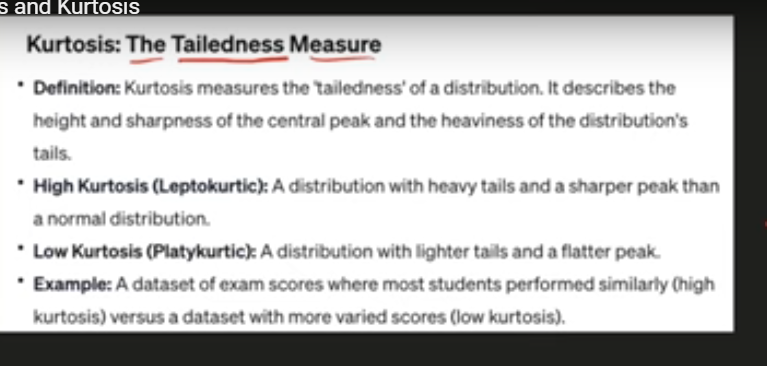 s and Kurtosis
Kurtosis: The Tailedness Measure
• Definition: Kurtosis measures the 'tailedness' of a distribution. It describes the
height and sharpness of the central peak and the heaviness of the distribution's
tails.
• High Kurtosis (Leptokurtic): A distribution with heavy tails and a sharper peak than
a normal distribution.
• Low Kurtosis (Platykurtic): A distribution with lighter tails and a flatter peak.
• Example: A dataset of exam scores where most students performed similarly (high
kurtosis) versus a dataset with more varied scores (low kurtosis).